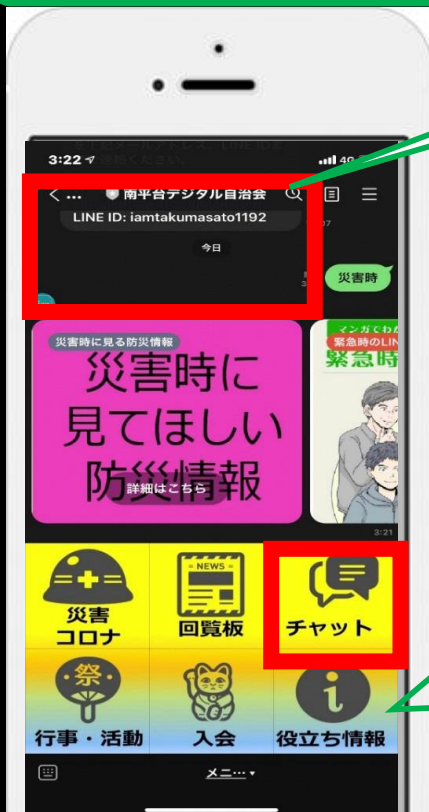 3:22
4G
< ... 南平台デジタル自治会
LINE ID: iamtakumasato1192
今日
災害時
災害時に見る防災情報
災害時に
見てほしい
防災情報
詳細はこちら
マンガでわか
緊急時のLIN
緊急時
3:21
災害
コロナ
- NEWS -
回覧板
チャット
祭
行事・活動
入会
役立ち情報
メニ…▼